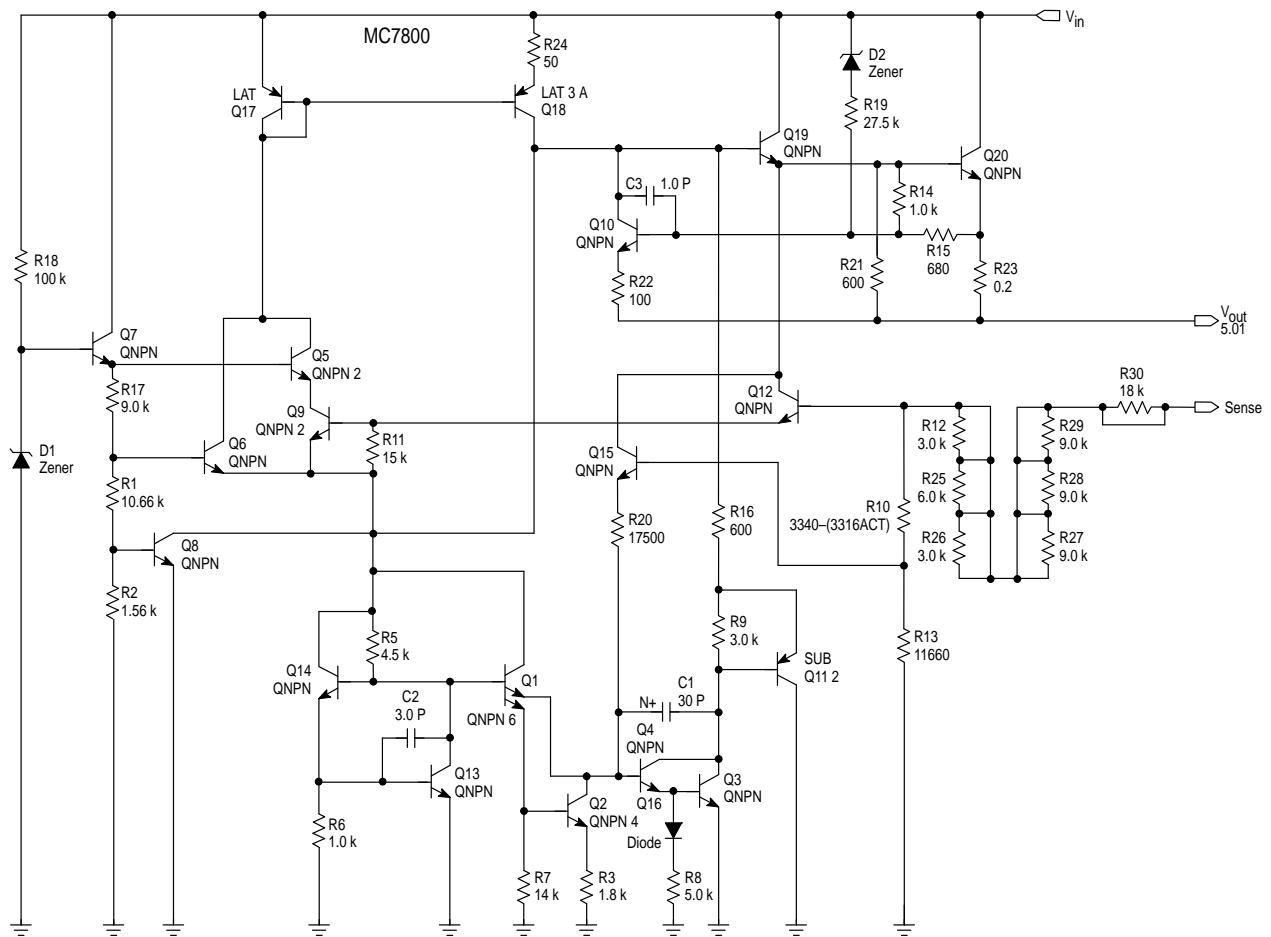 MC7800
Vin
R24
50
D2
Zener
LAT
Q17
LAT 3 A
Q18
R19
27.5 k
Q19
QNPN
Q20
QNPN
C3
1.0 P
R14
1.0 k
Q10
QNPN
R18
100 k
R22
100
R21
600
R15
680
R23
0.2
Vout
5.01
Q7
QNPN
Q5
QNPN 2
R17
9.0 k
Q12
QNPN
R30
18 k
Sense
Q9
QNPN 2
R12
3.0 k
R29
9.0 k
D1
Zener
Q6
QNPN
R11
15 k
Q15
QNPN
R1
10.66 k
R25
6.0 k
R28
9.0 k
R20
17500
R16
600
R10
3340–(3316ACT)
Q8
QNPN
R26
3.0 k
R27
9.0 k
R2
1.56 k
R5
4.5 k
R9
3.0 k
R13
11660
Q14
QNPN
Q1
QNPN 6
SUB
Q11 2
C2
3.0 P
N+
C1
30 P
Q4
QNPN
Q13
QNPN
Q16
Q3
QNPN
Q2
QNPN 4
R6
1.0 k
Diode
R7
14 k
R3
1.8 k
R8
5.0 k